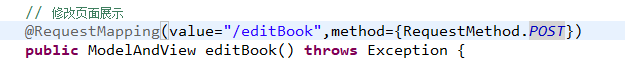 // 修改页面展示
@RequestMapping(value="/editBook",method={RequestMethod.POST})
public ModelAndView editBook() throws Exception {